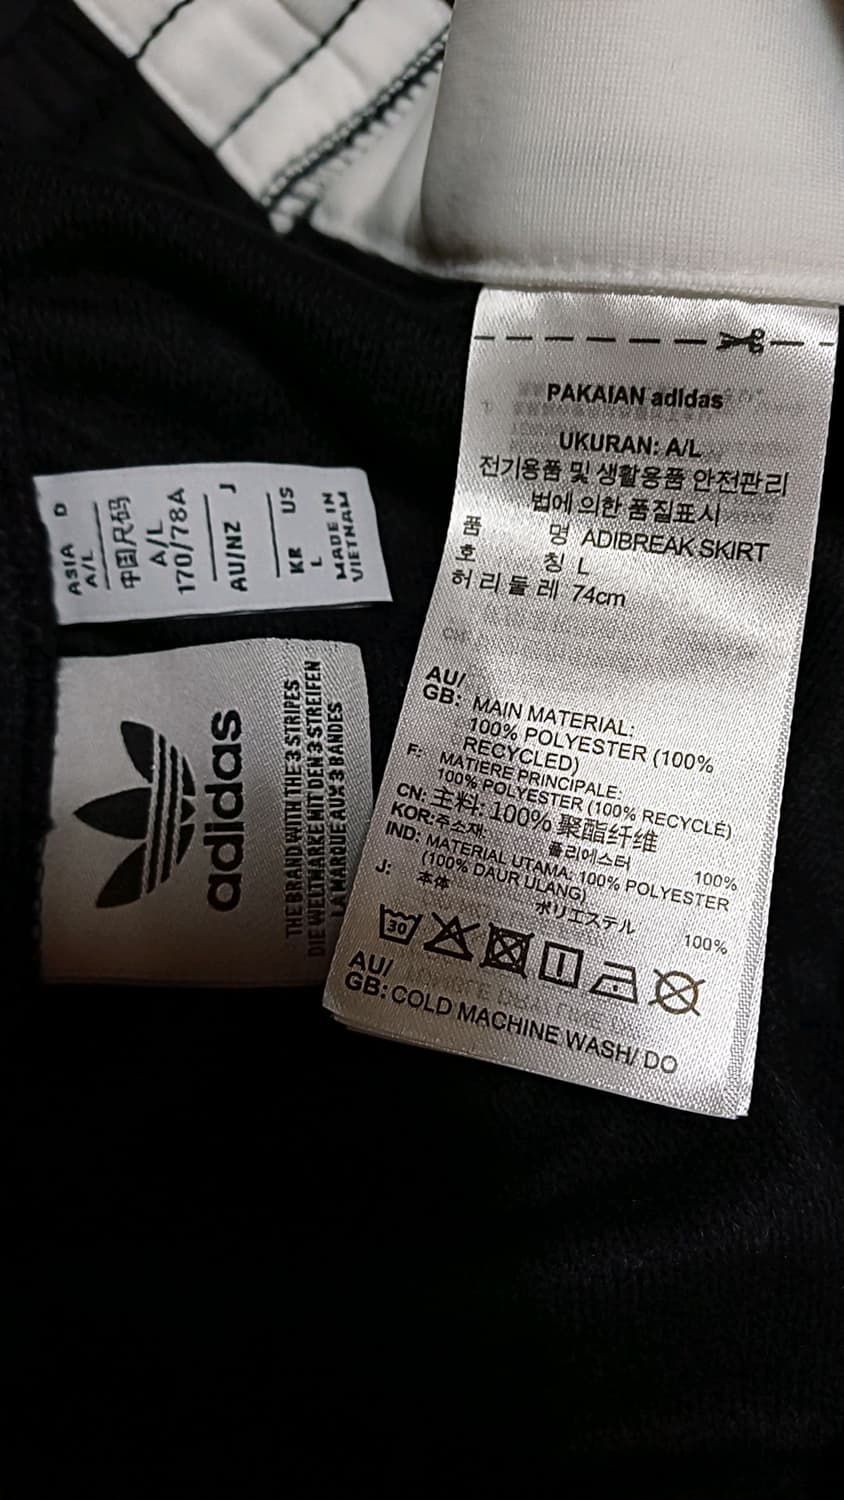 ASIA D
A/L
中国尺码
A/L
170/78A
AU/NZ J
KR US
L
MADE IN
VIETNAM
adidas
THE BRAND WITH THE 3 STRIPES
DIE WELTMARKE MIT DEN 3 STREIFEN
LA MARQUE AUX 3 BANDES
PAKAIAN adidas
UKURAN: A/L
전기용품 및 생활용품 안전관리
법에 의한 품질표시
품 명 ADIBREAK SKIRT
호 칭 L
허리둘레 74cm
AU/
GB: MAIN MATERIAL:
100% POLYESTER (100%
RECYCLED)
F: MATIERE PRINCIPALE:
100% POLYESTER (100% RECYCLÉ)
CN: 主料: 100% 聚酯纤维
KOR: 주소재:
폴리에스터 100%
IND: MATERIAL UTAMA: 100% POLYESTER
(100% DAUR ULANG)
J: 本体
ポリエステル 100%
30
AU/
GB: COLD MACHINE WASH/ DO